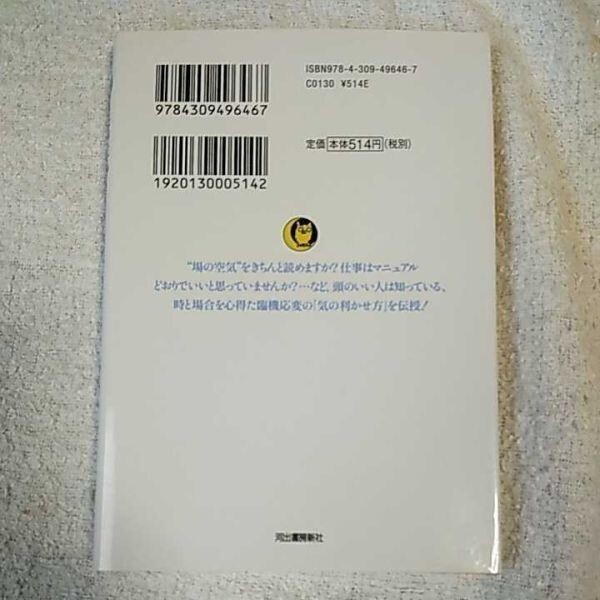 ISBN978-4-309-49646-7
C0130 ¥514E
9784309496467
定価 本体514円(税別)
1920130005142
“場の空気”をきちんと読めますか?仕事はマニュアル
どおりでいいと思っていませんか?…など、頭のいい人は知っている、
時と場合を心得た臨機応変の「気の利かせ方」を伝授!
河出書房新社